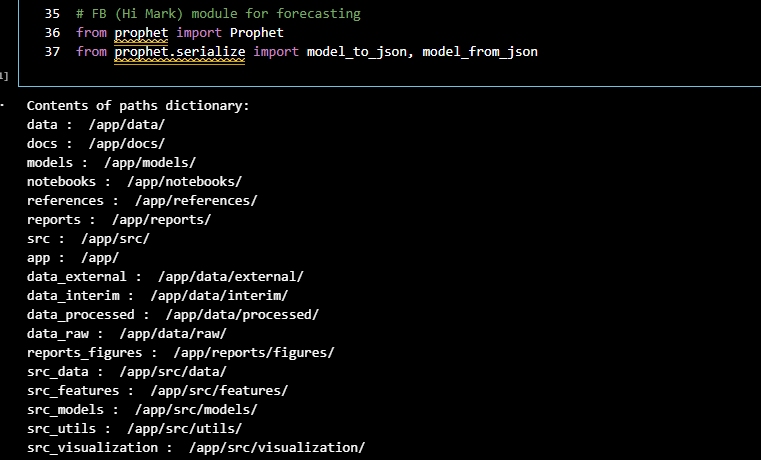 35 # FB (Hi Mark) module for forecasting
36 from prophet import Prophet
37 from prophet.serialize import model_to_json, model_from_json
Contents of paths dictionary:
data :  /app/data/
docs :  /app/docs/
models :  /app/models/
notebooks :  /app/notebooks/
references :  /app/references/
reports :  /app/reports/
src :  /app/src/
app :  /app/
data_external :  /app/data/external/
data_interim :  /app/data/interim/
data_processed :  /app/data/processed/
data_raw :  /app/data/raw/
reports_figures :  /app/reports/figures/
src_data :  /app/src/data/
src_features :  /app/src/features/
src_models :  /app/src/models/
src_utils :  /app/src/utils/
src_visualization :  /app/src/visualization/